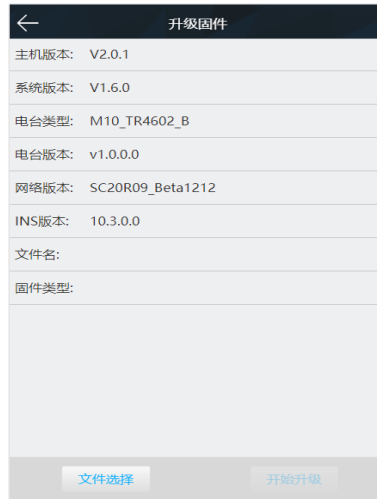 升级固件
主机版本: V2.0.1
系统版本: V1.6.0
电台类型: M10_TR4602_B
电台版本: v1.0.0.0
网络版本: SC20R09_Beta1212
INS版本: 10.3.0.0
文件名:
固件类型:
文件选择 开始升级